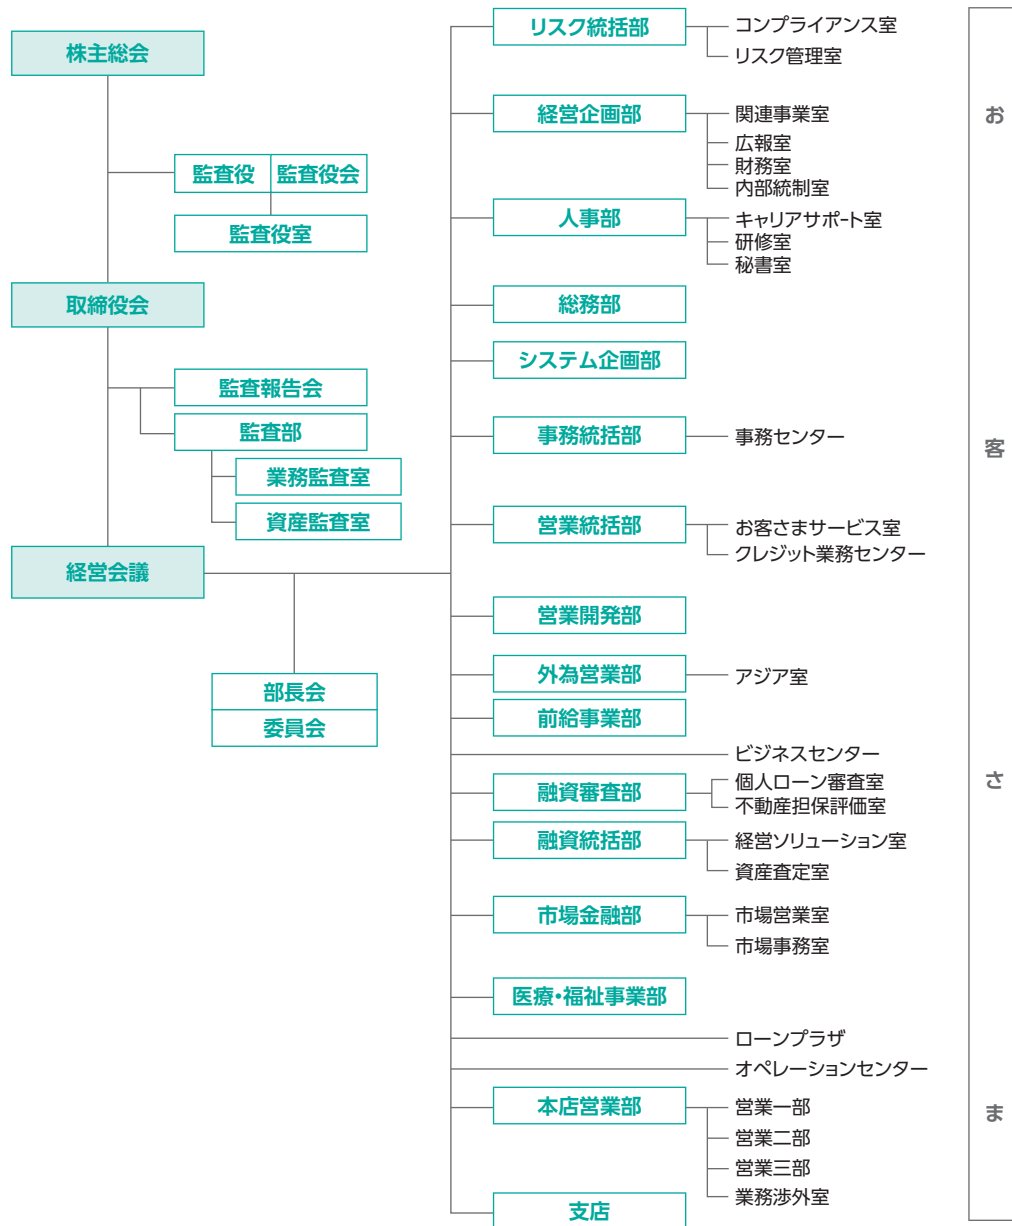 株主総会
監査役
監査役会
監査役室
取締役会
監査報告会
監査部
業務監査室
資産監査室
経営会議
部長会
委員会
リスク統括部
コンプライアンス室
リスク管理室
経営企画部
関連事業室
広報室
財務室
内部統制室
人事部
キャリアサポート室
研修室
秘書室
総務部
システム企画部
事務統括部
事務センター
営業統括部
お客さまサービス室
クレジット業務センター
営業開発部
外為営業部
アジア室
前給事業部
ビジネスセンター
融資審査部
個人ローン審査室
不動産担保評価室
融資統括部
経営ソリューション室
資産査定室
市場金融部
市場営業室
市場事務室
医療・福祉事業部
ローンプラザ
オペレーションセンター
本店営業部
営業一部
営業二部
営業三部
業務渉外室
支店
お客さま